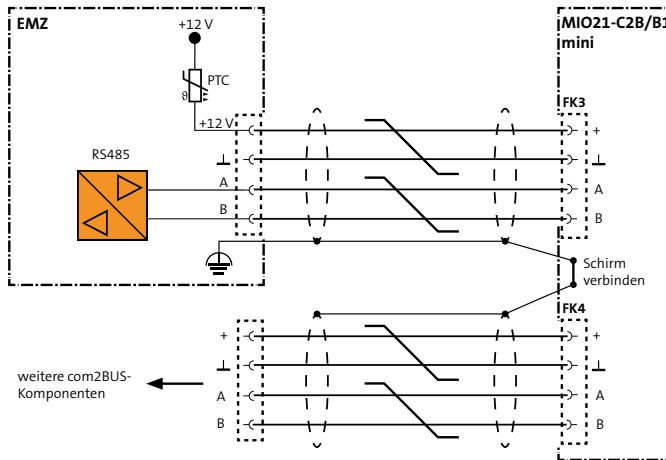 EMZ
+12 V
MIO21-C2B/B1
mini
PTC
ϑ
FK3
+12 V
+
RS485
A
A
B
B
Schirm
verbinden
FK4
+
+
weitere com2BUS-
Komponenten
A
A
B
B